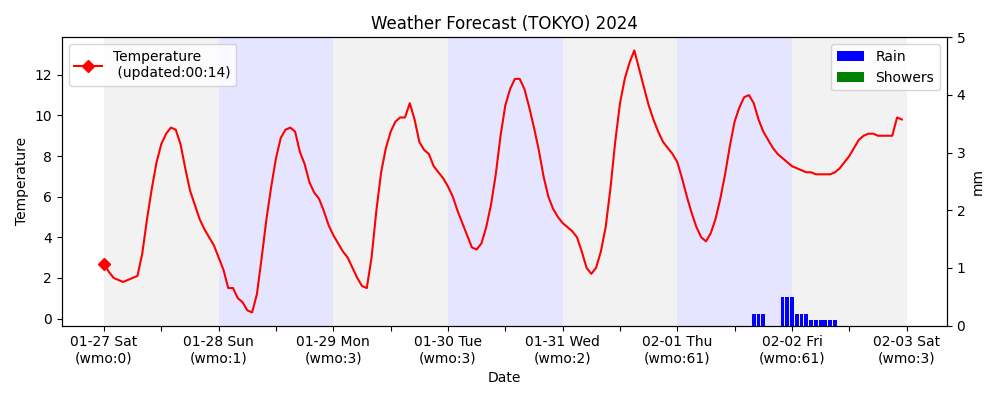 Weather Forecast (TOKYO) 2024
Temperature
(updated:00:14)
Rain
Showers
Temperature
12
10
8
6
4
2
0
5
4
3
2
1
0
mm
01-27 Sat
(wmo:0)
01-28 Sun
(wmo:1)
01-29 Mon
(wmo:3)
01-30 Tue
(wmo:3)
01-31 Wed
(wmo:2)
02-01 Thu
(wmo:61)
02-02 Fri
(wmo:61)
02-03 Sat
(wmo:3)
Date